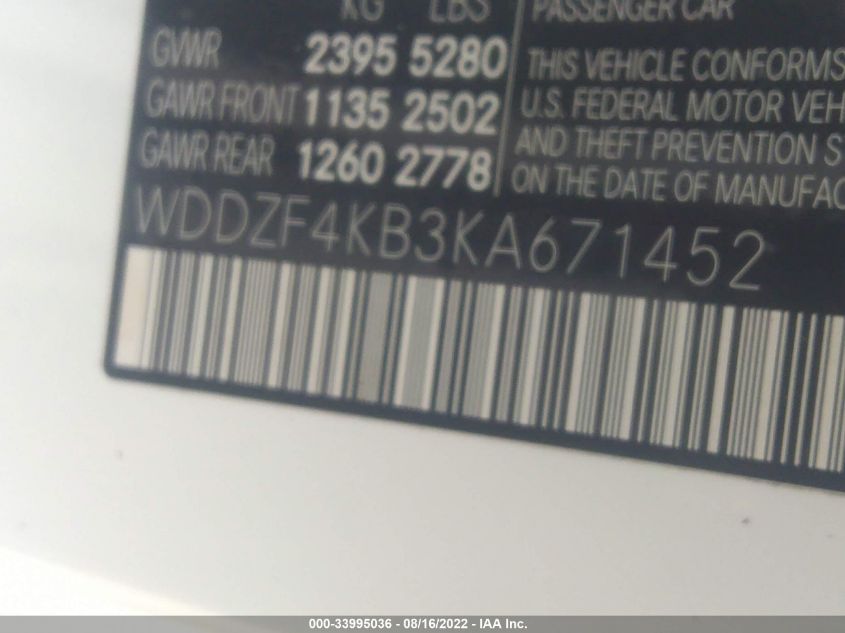 KG LBS
GVWR 2395 5280
GAWR FRONT 1135 2502
GAWR REAR 1260 2778
PASSENGER CAR
THIS VEHICLE CONFORMS
U.S. FEDERAL MOTOR VEH
AND THEFT PREVENTION S
ON THE DATE OF MANUFAC
WDDZF4KB3KA671452
000-33995036 - 08/16/2022 - IAA Inc.